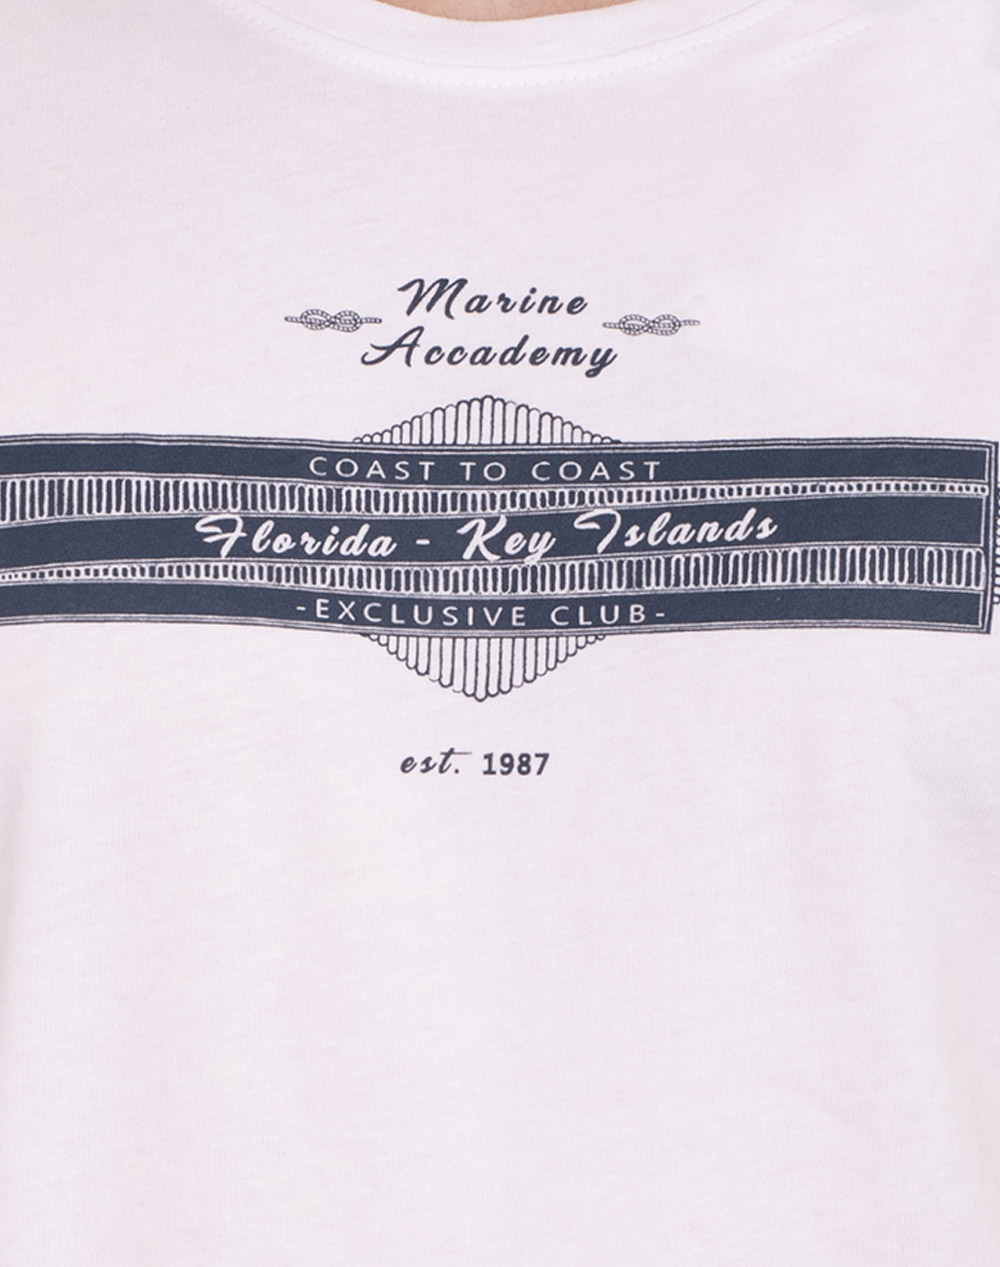 Marine
Accademy
COAST TO COAST
Florida - Key Islands
-EXCLUSIVE CLUB-
est. 1987